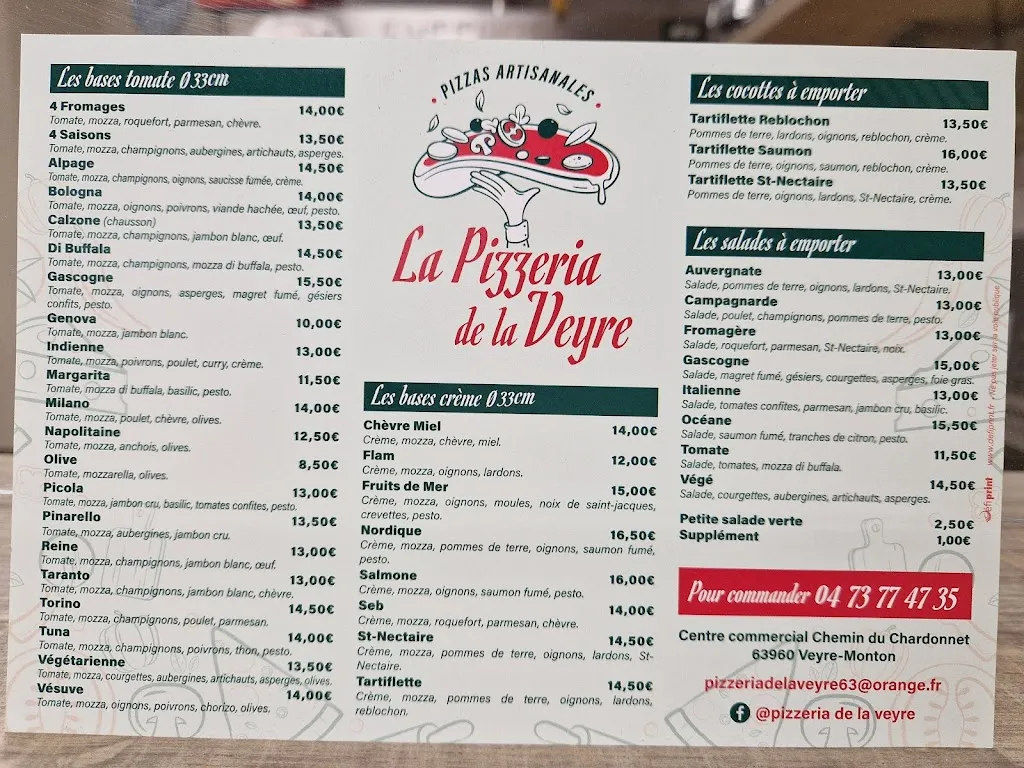 Les bases tomate Ø 33cm
4 Fromages 14,00€
Tomate, mozza, roquefort, parmesan, chèvre.
4 Saisons 13,50€
Tomate, mozza, champignons, aubergines, artichauts, asperges.
Alpage 14,50€
Tomate, mozza, champignons, oignons, saucisse fumée, crème.
Bologna 14,00€
Tomate, mozza, oignons, poivrons, viande hachée, œuf, pesto.
Calzone (chausson) 13,50€
Tomate, mozza, champignons, jambon blanc, œuf.
Di Buffala 14,50€
Tomate, mozza, champignons, mozza di buffala, pesto.
Gascogne 15,50€
Tomate, mozza, oignons, asperges, magret fumé, gésiers
confits, pesto.
Genova 10,00€
Tomate, mozza, jambon blanc.
Indienne 13,00€
Tomate, mozza, poivrons, poulet, curry, crème.
Margarita 11,50€
Tomate, mozza di buffala, basilic, pesto.
Milano 14,00€
Tomate, mozza, poulet, chèvre, olives.
Napolitaine 12,50€
Tomate, mozza, anchois, olives.
Olive 8,50€
Tomate, mozzarella, olives.
Picola 13,00€
Tomate, mozza, jambon cru, basilic, tomates confites, pesto.
Pinarello 13,50€
Tomate, mozza, aubergines, jambon cru.
Reine 13,00€
Tomate, mozza, champignons, jambon blanc, œuf.
Taranto 13,00€
Tomate, mozza, champignons, jambon blanc, chèvre.
Torino 14,50€
Tomate, mozza, champignons, poulet, parmesan.
Tuna 14,00€
Tomate, mozza, champignons, poivrons, thon, pesto.
Végétarienne 13,50€
Tomate, mozza, courgettes, aubergines, artichauts, asperges, olives.
Vésuve 14,00€
Tomate, mozza, oignons, poivrons, chorizo, olives.
• PIZZAS ARTISANALES •
La Pizzeria
de la Veyre
Les bases crème Ø 33cm
Chèvre Miel 14,00€
Crème, mozza, chèvre, miel.
Flam 12,00€
Crème, mozza, oignons, lardons.
Fruits de Mer 15,00€
Crème, mozza, oignons, moules, noix de saint-jacques,
crevettes, pesto.
Nordique 16,50€
Crème, mozza, pommes de terre, oignons, saumon fumé,
pesto.
Salmone 16,00€
Crème, mozza, oignons, saumon fumé, pesto.
Seb 14,00€
Crème, mozza, roquefort, parmesan, chèvre.
St-Nectaire 14,50€
Crème, mozza, pommes de terre, oignons, lardons, St-
Nectaire.
Tartiflette 14,50€
Crème, mozza, pommes de terre, oignons, lardons,
reblochon.
Les cocottes à emporter
Tartiflette Reblochon 13,50€
Pommes de terre, lardons, oignons, reblochon, crème.
Tartiflette Saumon 16,00€
Pommes de terre, oignons, saumon, reblochon, crème.
Tartiflette St-Nectaire 13,50€
Pommes de terre, oignons, lardons, St-Nectaire, crème.
Les salades à emporter
Auvergnate 13,00€
Salade, pommes de terre, oignons, lardons, St-Nectaire.
Campagnarde 13,00€
Salade, poulet, champignons, pommes de terre, pesto.
Fromagère 13,00€
Salade, roquefort, parmesan, St-Nectaire, noix.
Gascogne 15,00€
Salade, magret fumé, gésiers, courgettes, asperges, foie gras.
Italienne 13,00€
Salade, tomates confites, parmesan, jambon cru, basilic.
Océane 15,50€
Salade, saumon fumé, tranches de citron, pesto.
Tomate 11,50€
Salade, tomates, mozza di buffala.
Végé 14,50€
Salade, courgettes, aubergines, artichauts, asperges.
Petite salade verte 2,50€
Supplément 1,00€
Pour commander 04 73 77 47 35
Centre commercial Chemin du Chardonnet
63960 Veyre-Monton
pizzeriadelaveyre63@orange.fr
@pizzeria de la veyre
défiprint www.defiprint.fr / ne pas jeter sur la voie publique